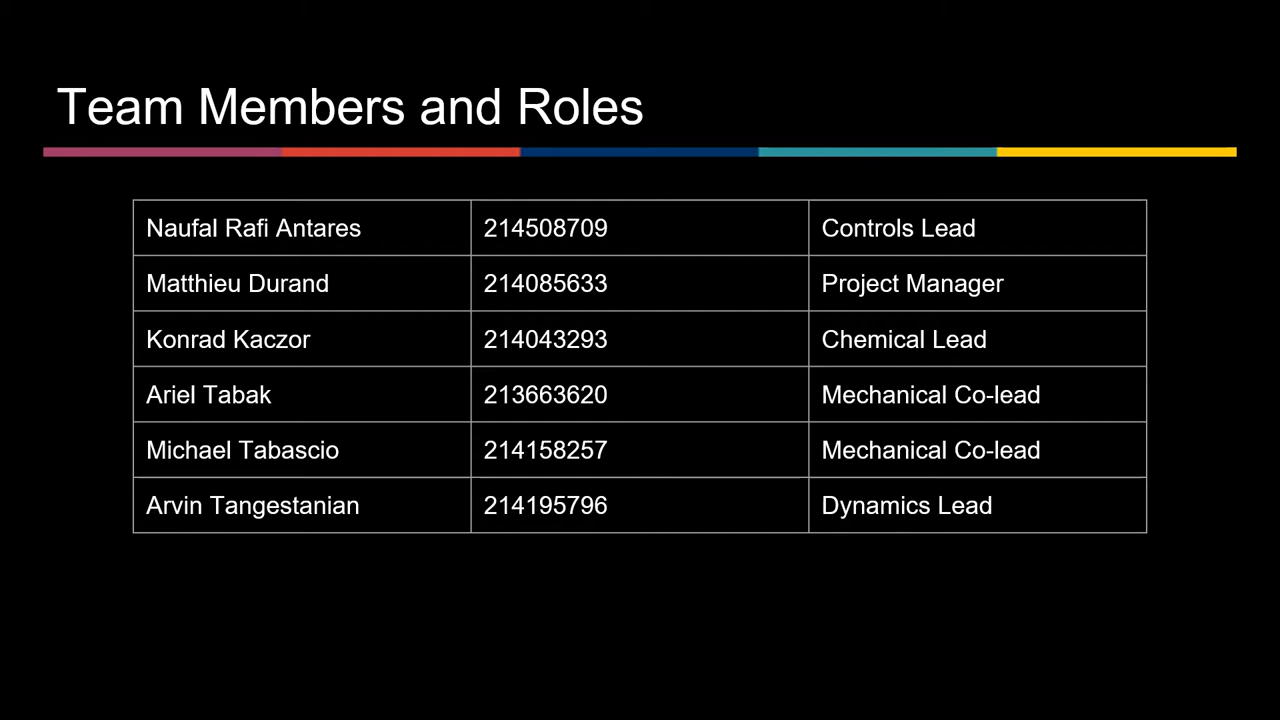 Team Members and Roles
Naufal Rafi Antares 214508709 Controls Lead
Matthieu Durand 214085633 Project Manager
Konrad Kaczor 214043293 Chemical Lead
Ariel Tabak 213663620 Mechanical Co-lead
Michael Tabascio 214158257 Mechanical Co-lead
Arvin Tangestanian 214195796 Dynamics Lead